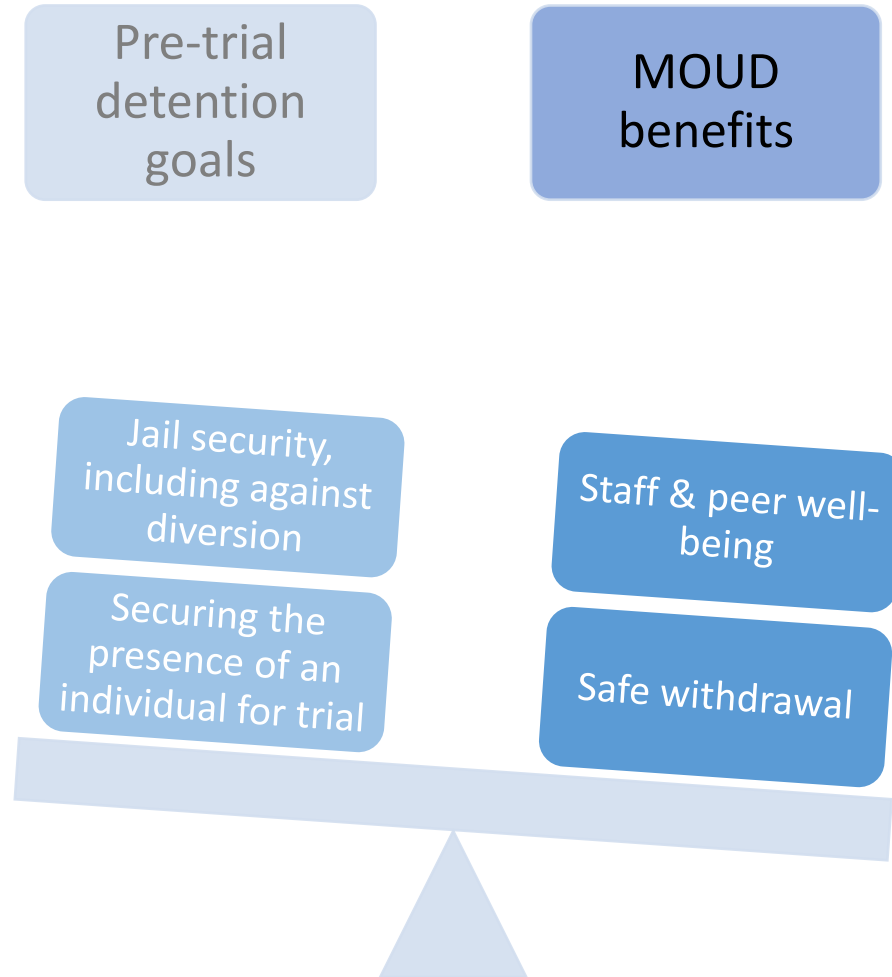 Pre-trial
detention
goals
MOUD
benefits
Jail security,
including against
diversion
Securing the
presence of an
individual for trial
Staff & peer well-
being
Safe withdrawal